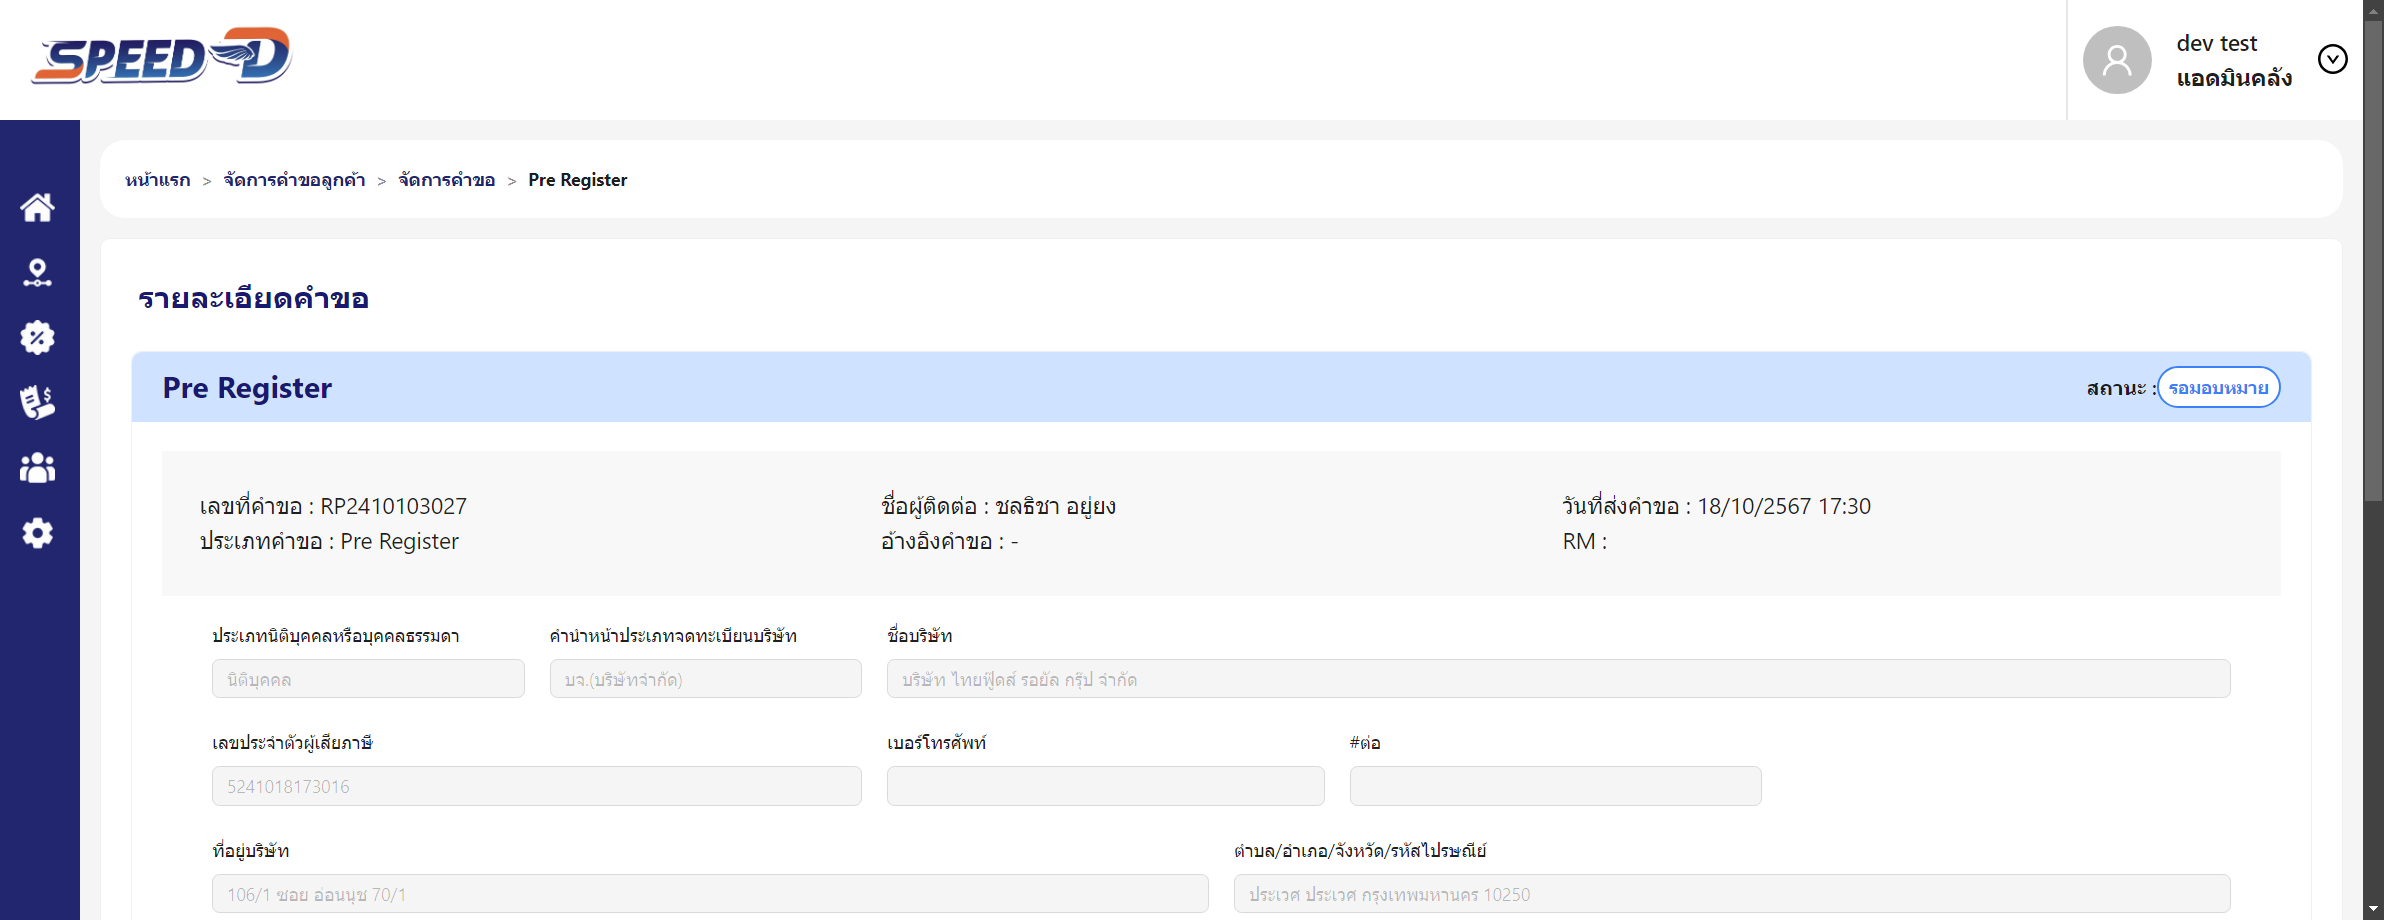 SPEED-D
dev test
แอดมินคลัง
หน้าแรก > จัดการคำขอลูกค้า > จัดการคำขอ > Pre Register
รายละเอียดคำขอ
Pre Register
สถานะ : รอมอบหมาย
เลขที่คำขอ : RP2410103027
ชื่อผู้ติดต่อ : ชลธิชา อยู่ยง
วันที่ส่งคำขอ : 18/10/2567 17:30
ประเภทคำขอ : Pre Register
อ้างอิงคำขอ : -
RM :
ประเภทนิติบุคคลหรือบุคคลธรรมดา
คำนำหน้าประเภทจดทะเบียนบริษัท
ชื่อบริษัท
นิติบุคคล
บจ.(บริษัทจำกัด)
บริษัท ไทยฟู้ดส์ รอยัล กรุ๊ป จำกัด
เลขประจำตัวผู้เสียภาษี
เบอร์โทรศัพท์
#ต่อ
5241018173016
ที่อยู่บริษัท
ตำบล/อำเภอ/จังหวัด/รหัสไปรษณีย์
106/1 ซอย อ่อนนุช 70/1
ประเวศ ประเวศ กรุงเทพมหานคร 10250